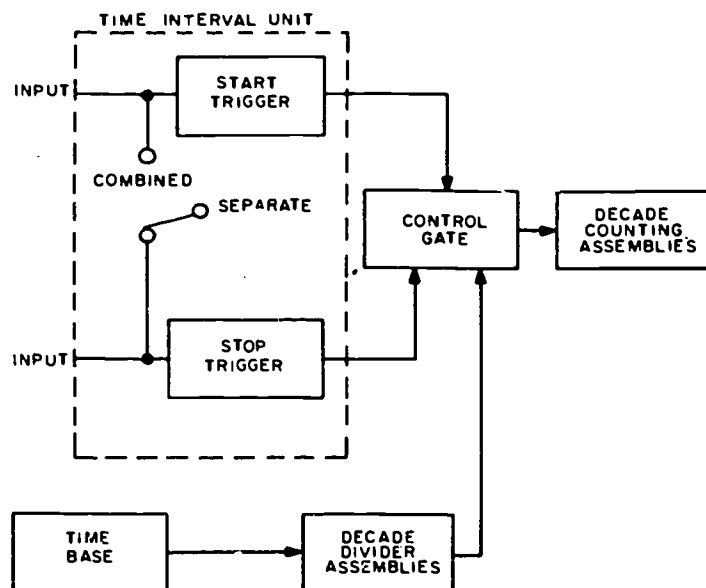 TIME INTERVAL UNIT
INPUT
START
TRIGGER
COMBINED
SEPARATE
CONTROL
GATE
DECADE
COUNTING
ASSEMBLIES
INPUT
STOP
TRIGGER
TIME
BASE
DECADE
DIVIDER
ASSEMBLIES